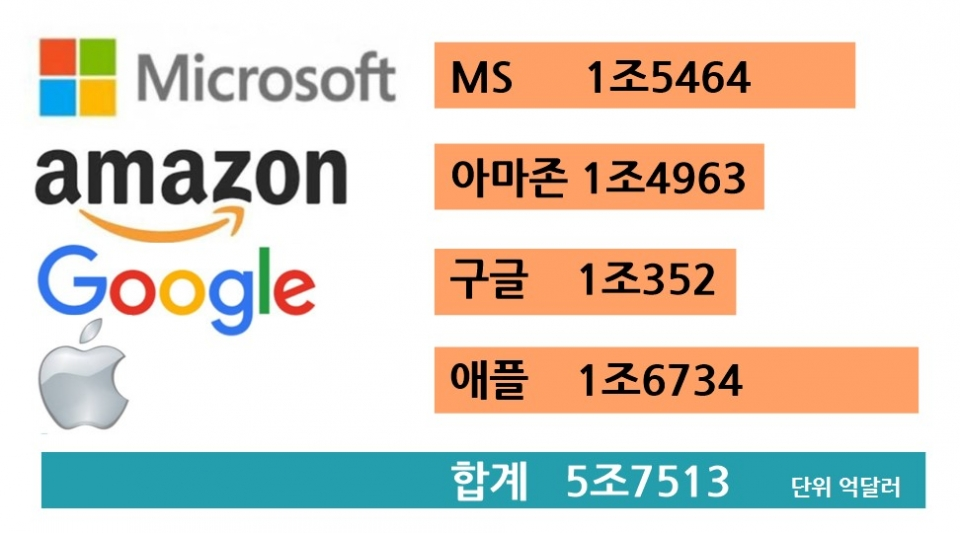 Microsoft MS 1조5464
amazon 아마존 1조4963
Google 구글 1조352
애플 1조6734
합계 5조7513 단위 억달러